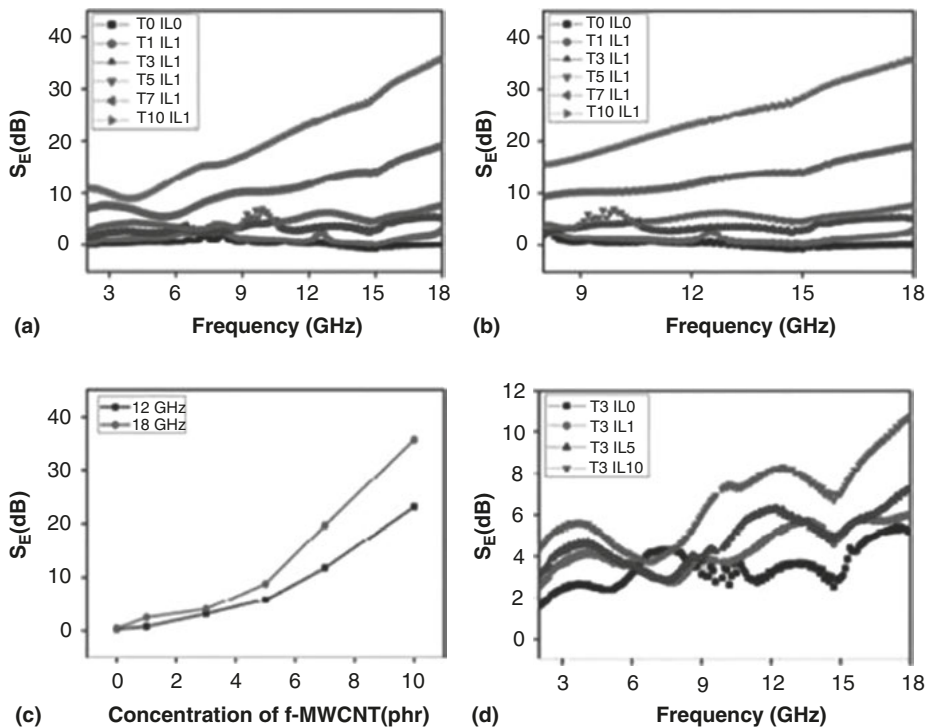 40
30
20
10
0
S_E(dB)
T0 IL0
T1 IL1
T3 IL1
T5 IL1
T7 IL1
T10 IL1
3 6 9 12 15 18
(a) Frequency (GHz)
40
30
20
10
0
S_E(dB)
T0 IL0
T1 IL1
T3 IL1
T5 IL1
T7 IL1
T10 IL1
9 12 15 18
(b) Frequency (GHz)
40
30
20
10
0
S_E(dB)
12 GHz
18 GHz
0 2 4 6 8 10
(c) Concentration of f-MWCNT(phr)
12
10
8
6
4
2
0
S_E(dB)
T3 IL0
T3 IL1
T3 IL5
T3 IL10
3 6 9 12 15 18
(d) Frequency (GHz)